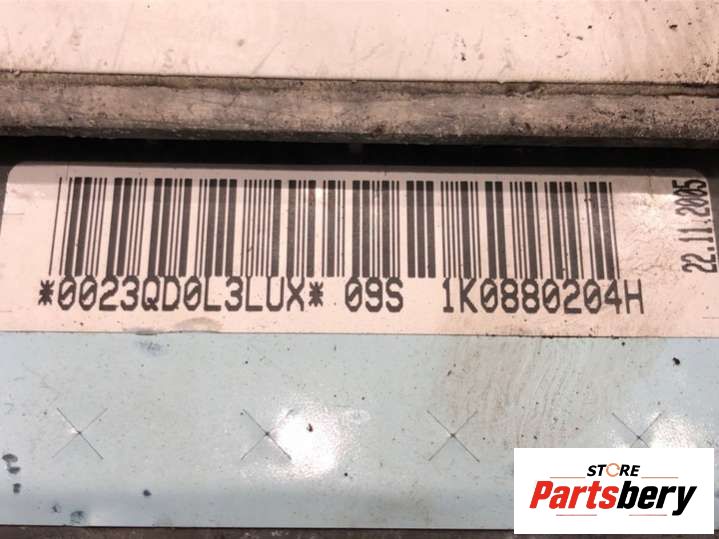 *0023QD0L3LUX* 09S 1K0880204H
22.11.2005
STORE
Partsbery